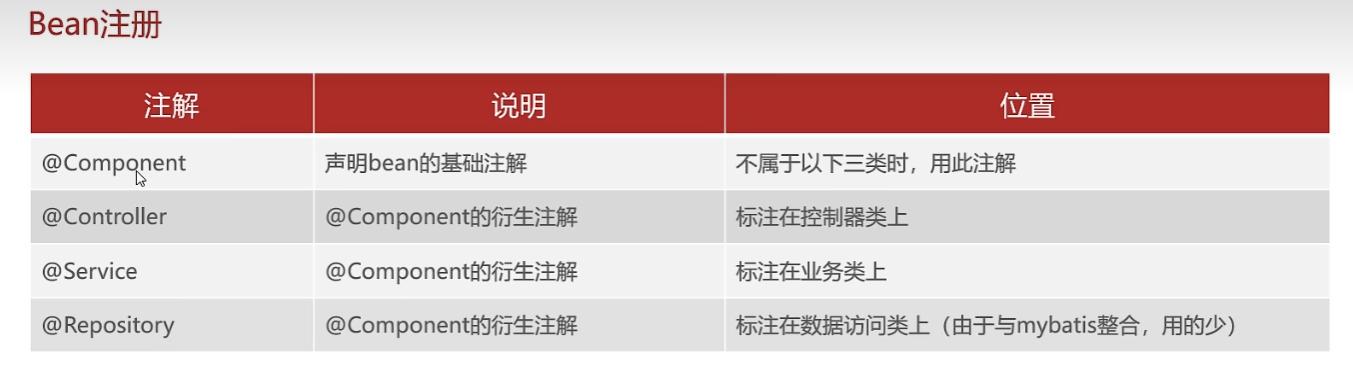 Bean注册
注解 说明 位置
@Component 声明bean的基础注解 不属于以下三类时，用此注解
@Controller @Component的衍生注解 标注在控制器类上
@Service @Component的衍生注解 标注在业务类上
@Repository @Component的衍生注解 标注在数据访问类上（由于与mybatis整合，用的少）